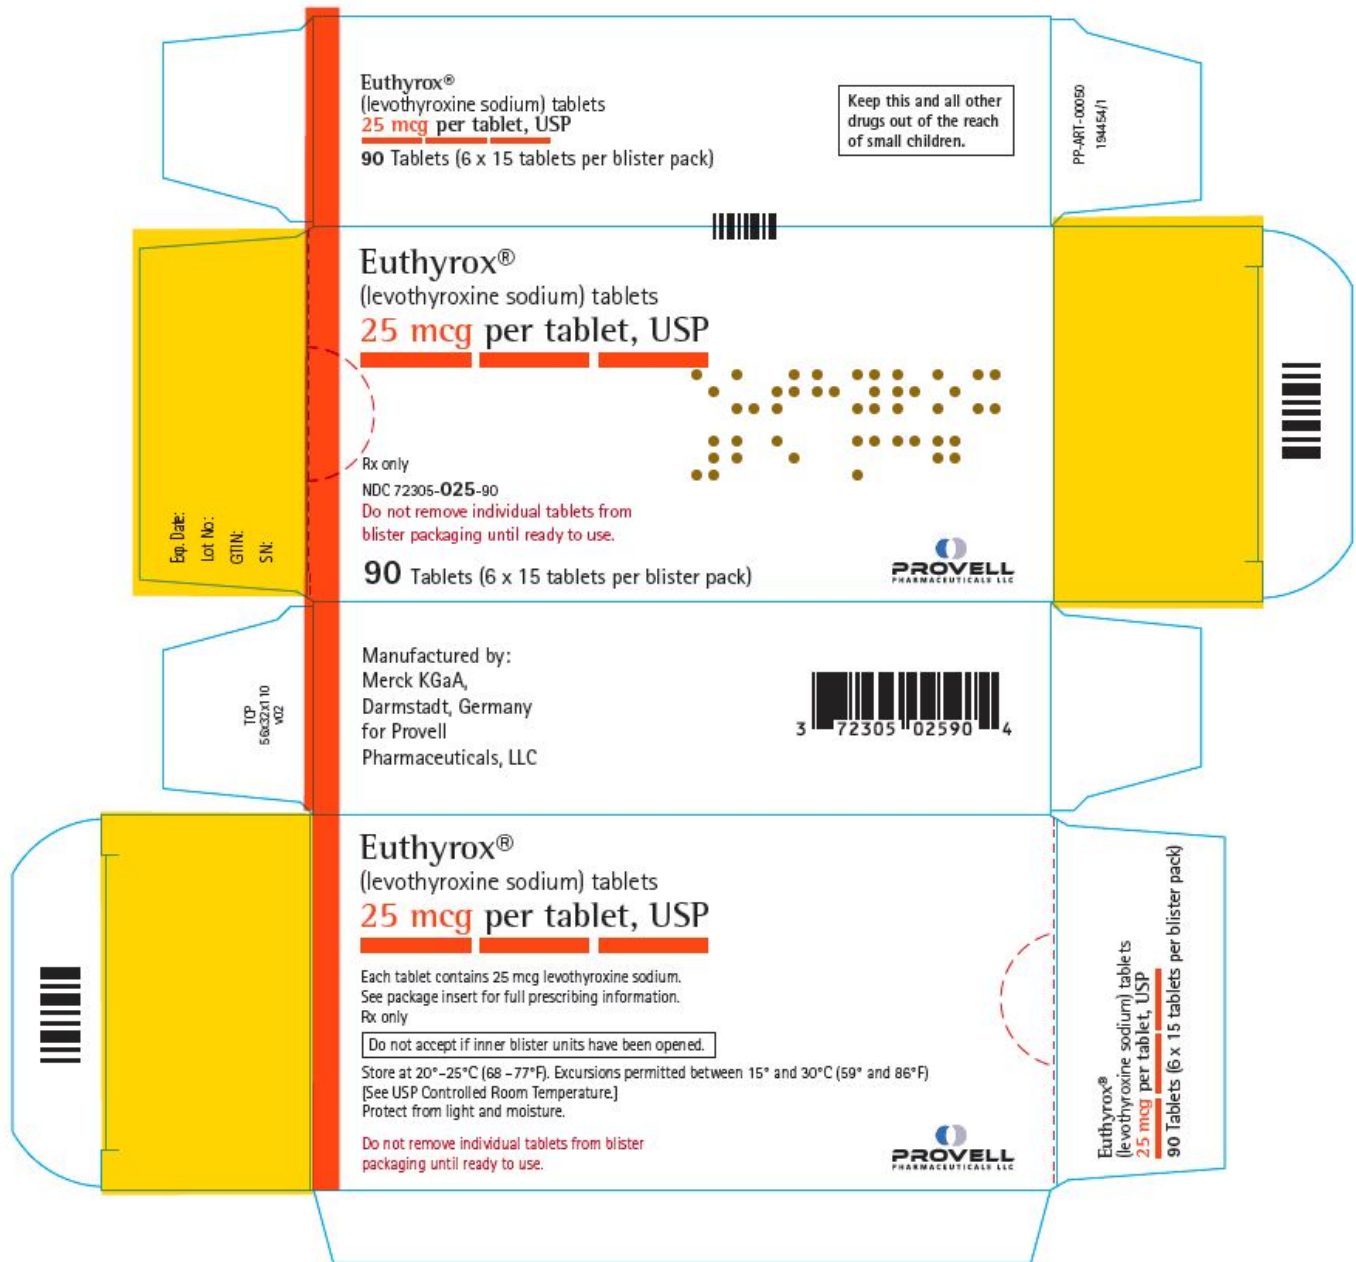 Euthyrox®
(levothyroxine sodium) tablets
25 mcg per tablet, USP
90 Tablets (6 x 15 tablets per blister pack)
Keep this and all other
drugs out of the reach
of small children.
PP-ART-00050
194454/1
Euthyrox®
(levothyroxine sodium) tablets
25 mcg per tablet, USP
Rx only
NDC 72305-025-90
Do not remove individual tablets from
blister packaging until ready to use.
90 Tablets (6 x 15 tablets per blister pack)
PROVELL
PHARMACEUTICALS LLC
Exp. Date:
Lot No:
GTIN:
SN:
TCP
56x32x110
v02
Manufactured by:
Merck KGaA,
Darmstadt, Germany
for Provell
Pharmaceuticals, LLC
3 72305 02590 4
Euthyrox®
(levothyroxine sodium) tablets
25 mcg per tablet, USP
Each tablet contains 25 mcg levothyroxine sodium.
See package insert for full prescribing information.
Rx only
Do not accept if inner blister units have been opened.
Store at 20°–25°C (68 –77°F). Excursions permitted between 15° and 30°C (59° and 86°F)
[See USP Controlled Room Temperature.]
Protect from light and moisture.
Do not remove individual tablets from blister
packaging until ready to use.
PROVELL
PHARMACEUTICALS LLC
Euthyrox®
(levothyroxine sodium) tablets
25 mcg per tablet, USP
90 Tablets (6 x 15 tablets per blister pack)